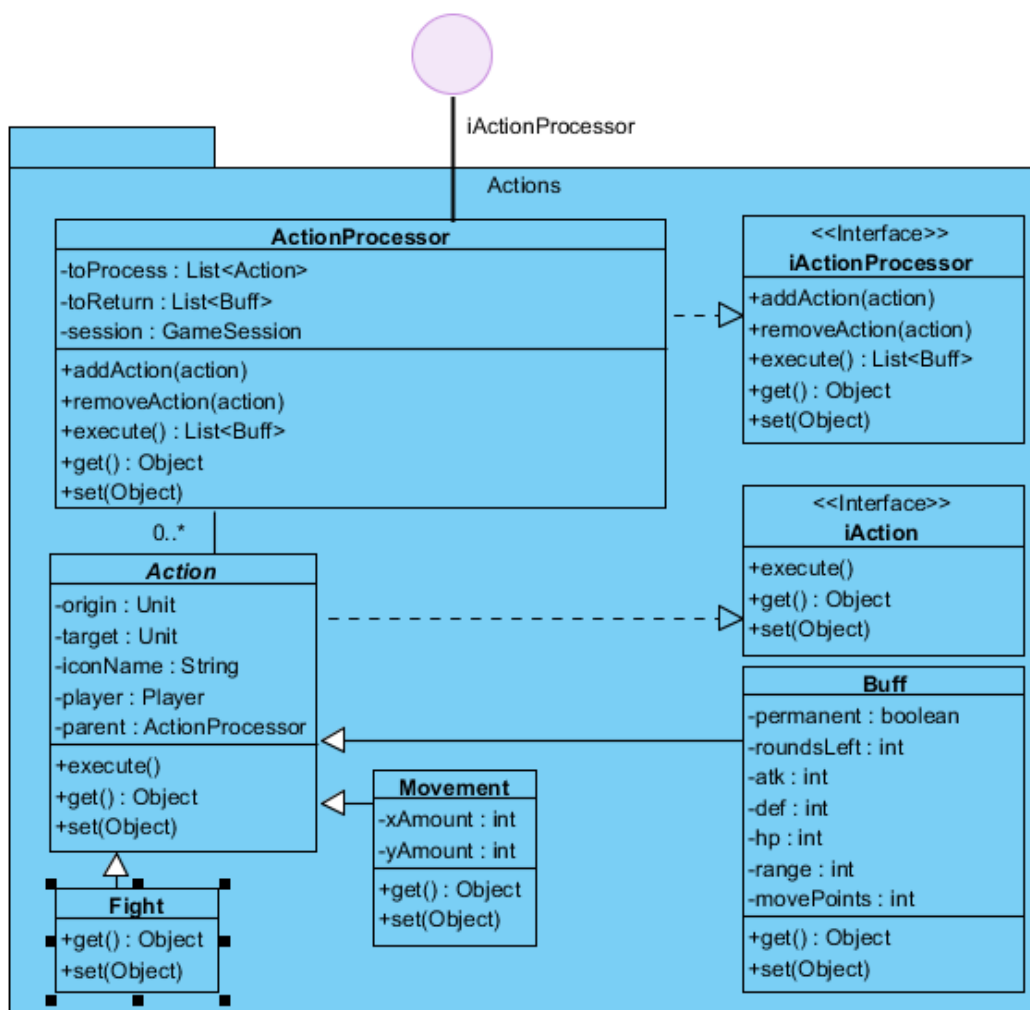 iActionProcessor
Actions
ActionProcessor
-toProcess : List<Action>
-toReturn : List<Buff>
-session : GameSession
+addAction(action)
+removeAction(action)
+execute() : List<Buff>
+get() : Object
+set(Object)
<<Interface>>
iActionProcessor
+addAction(action)
+removeAction(action)
+execute() : List<Buff>
+get() : Object
+set(Object)
0..*
Action
-origin : Unit
-target : Unit
-iconName : String
-player : Player
-parent : ActionProcessor
+execute()
+get() : Object
+set(Object)
<<Interface>>
iAction
+execute()
+get() : Object
+set(Object)
Buff
-permanent : boolean
-roundsLeft : int
-atk : int
-def : int
-hp : int
-range : int
-movePoints : int
+get() : Object
+set(Object)
Movement
-xAmount : int
-yAmount : int
+get() : Object
+set(Object)
Fight
+get() : Object
+set(Object)